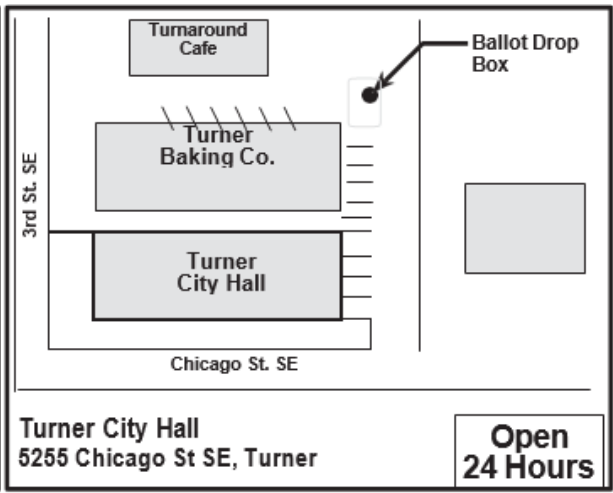 Turnaround
Cafe
Ballot Drop
Box
Turner
Baking Co.
3rd St. SE
Turner
City Hall
Chicago St. SE
Turner City Hall
5255 Chicago St SE, Turner
Open
24 Hours